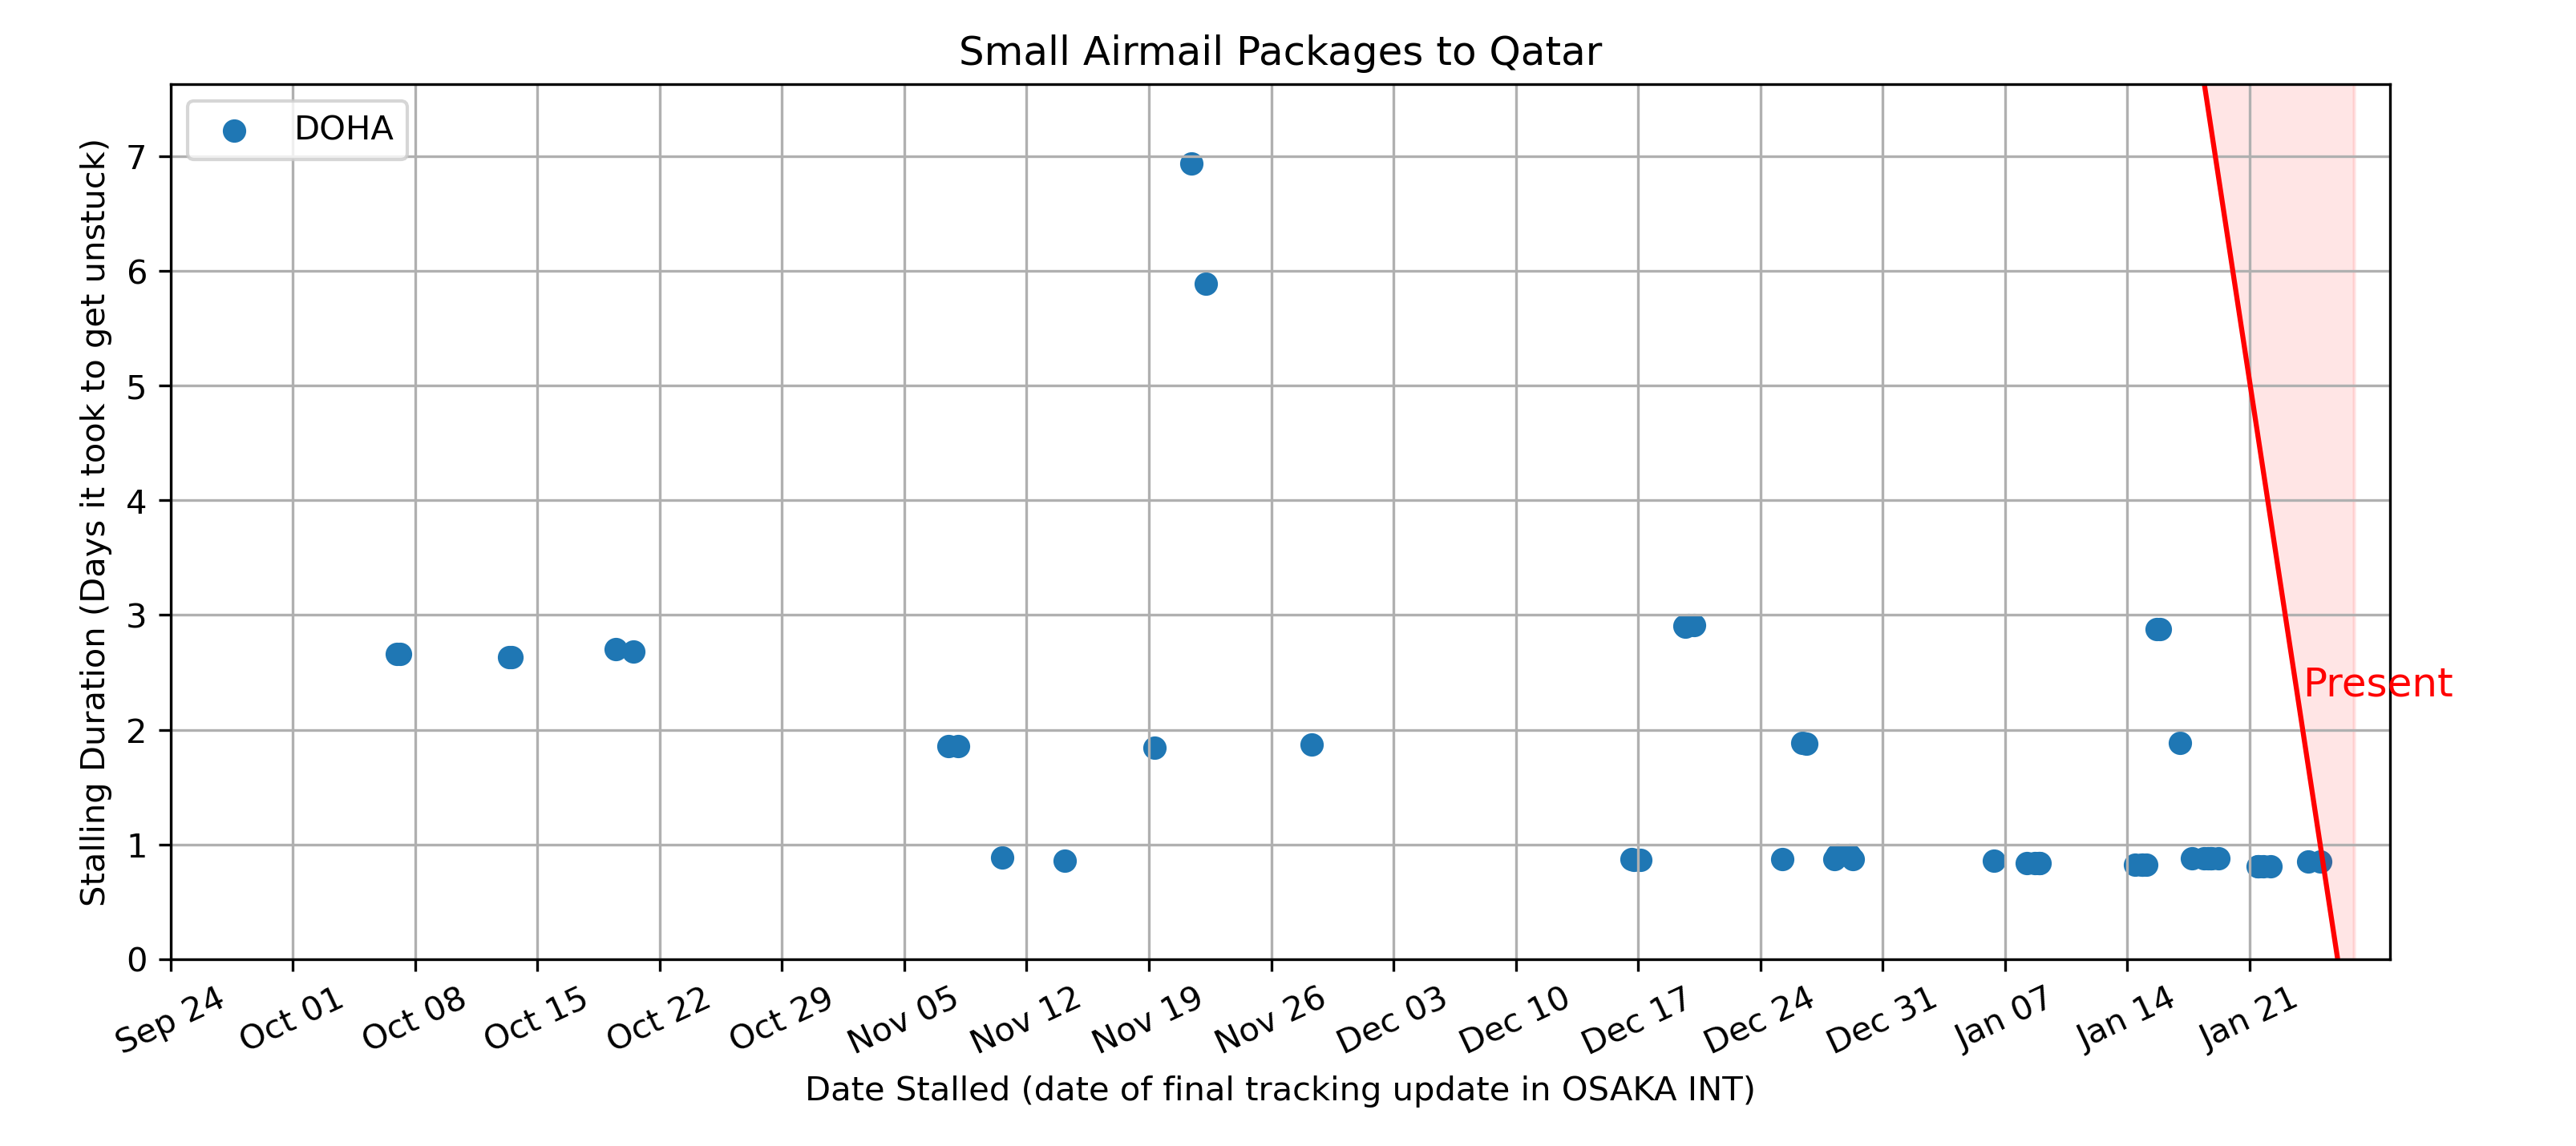 Small Airmail Packages to Qatar
DOHA
Stalling Duration (Days it took to get unstuck)
7
6
5
4
3
2
1
0
Present
Sep 24
Oct 01
Oct 08
Oct 15
Oct 22
Oct 29
Nov 05
Nov 12
Nov 19
Nov 26
Dec 03
Dec 10
Dec 17
Dec 24
Dec 31
Jan 07
Jan 14
Jan 21
Date Stalled (date of final tracking update in OSAKA INT)